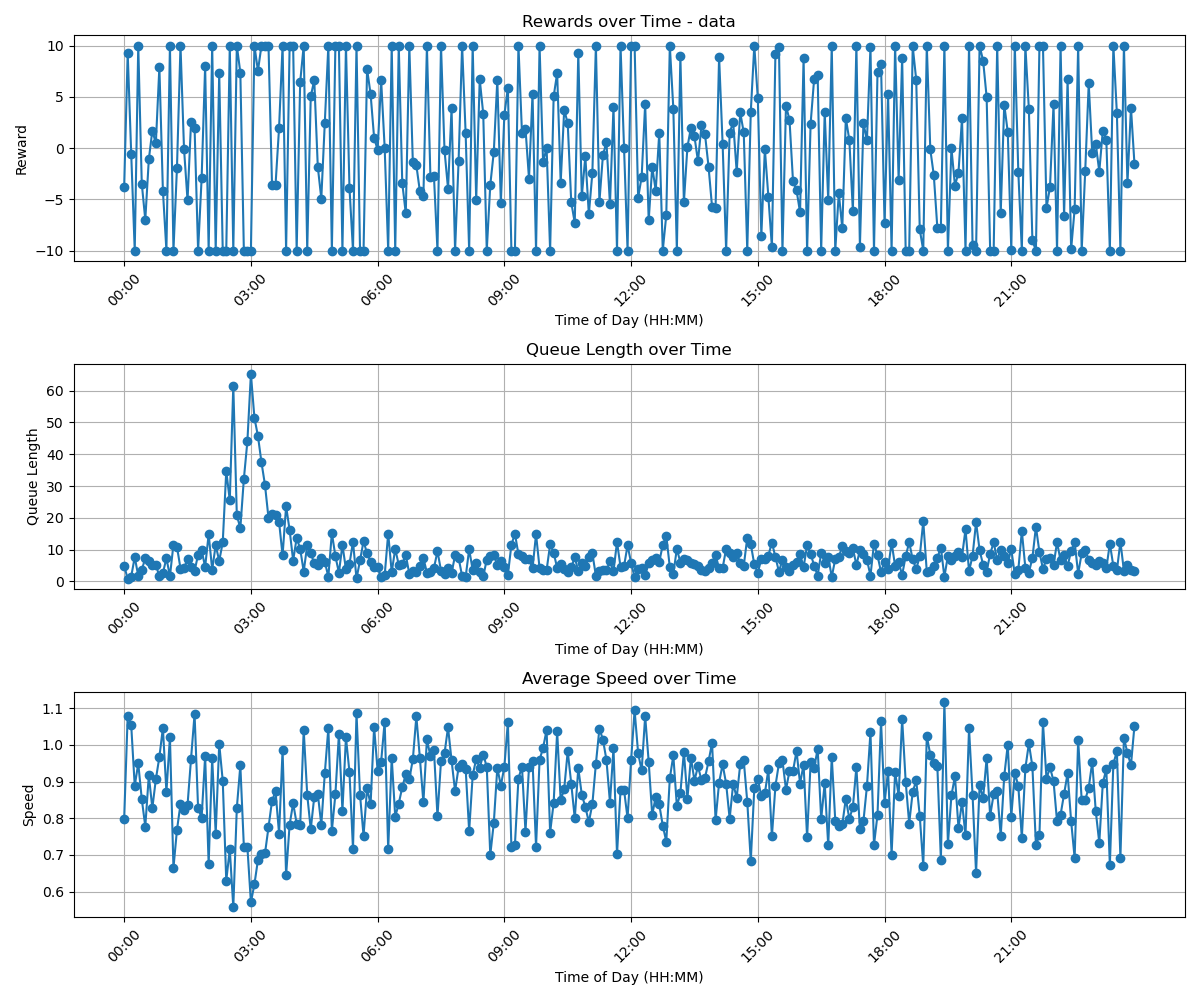 Rewards over Time - data
10
5
0
−5
−10
Reward
00:00 03:00 06:00 09:00 12:00 15:00 18:00 21:00
Time of Day (HH:MM)
Queue Length over Time
60
50
40
30
20
10
0
Queue Length
00:00 03:00 06:00 09:00 12:00 15:00 18:00 21:00
Time of Day (HH:MM)
Average Speed over Time
1.1
1.0
0.9
0.8
0.7
0.6
Speed
00:00 03:00 06:00 09:00 12:00 15:00 18:00 21:00
Time of Day (HH:MM)